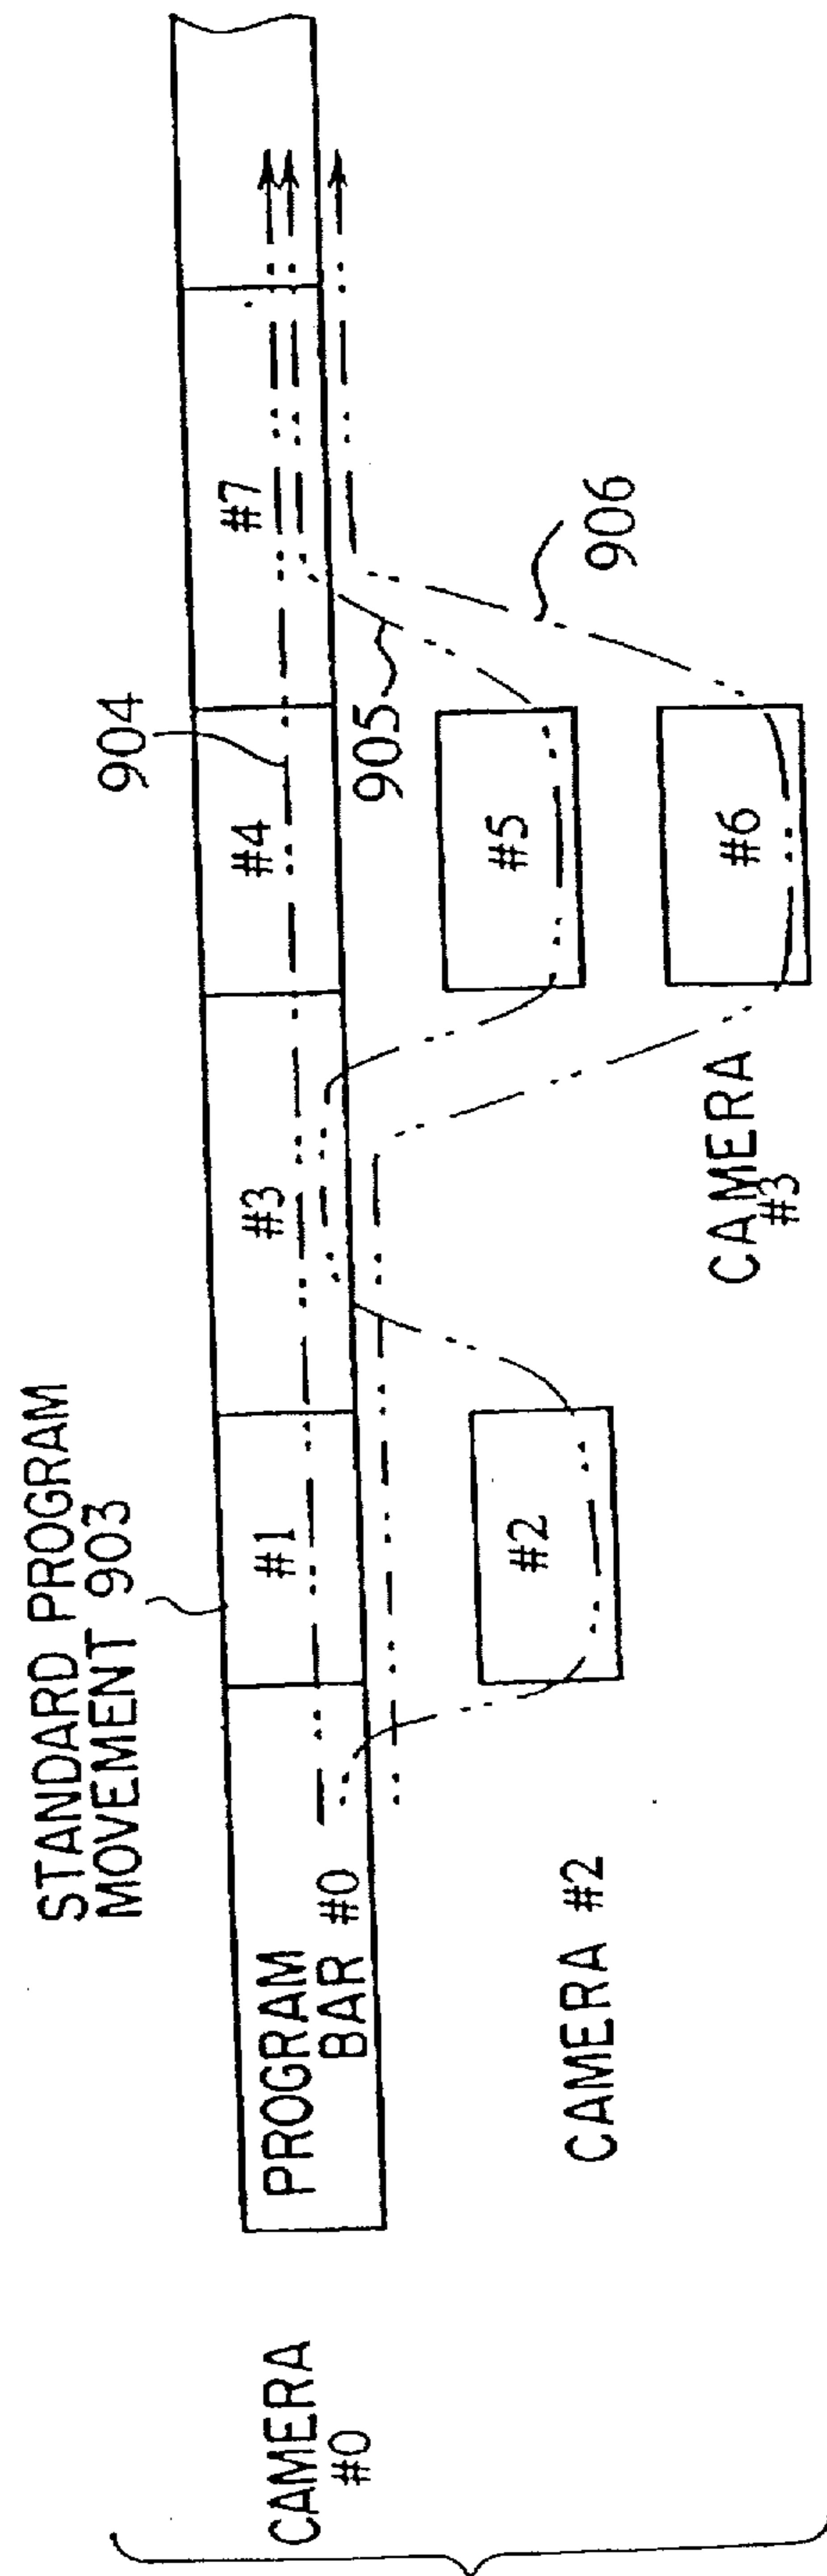 STANDARD PROGRAM
MOVEMENT 903
904
CAMERA
#0
PROGRAM
BAR #0
#1
#3
#4
#7
905
906
CAMERA #2
#2
#5
CAMERA
#3
#6